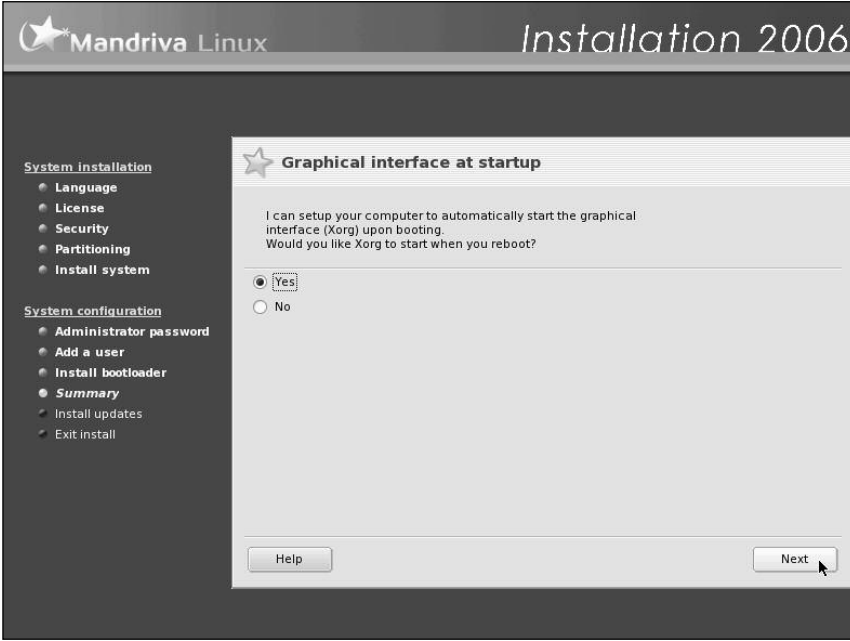 Mandriva Linux
Installation 2006
System installation
Language
License
Security
Partitioning
Install system
System configuration
Administrator password
Add a user
Install bootloader
Summary
Install updates
Exit install
Graphical interface at startup
I can setup your computer to automatically start the graphical
interface (Xorg) upon booting.
Would you like Xorg to start when you reboot?
Yes
No
Help
Next